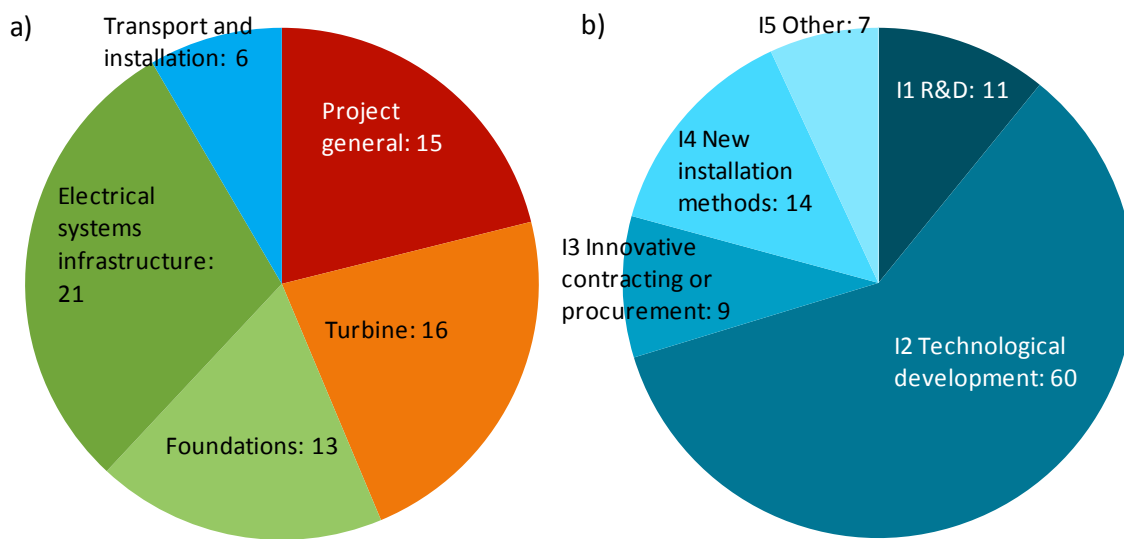 a)
Transport and
installation: 6
Project
general: 15
Electrical
systems
infrastructure:
21
Turbine: 16
Foundations: 13
b)
I5 Other: 7
I1 R&D: 11
I4 New
installation
methods: 14
I3 Innovative
contracting or
procurement: 9
I2 Technological
development: 60